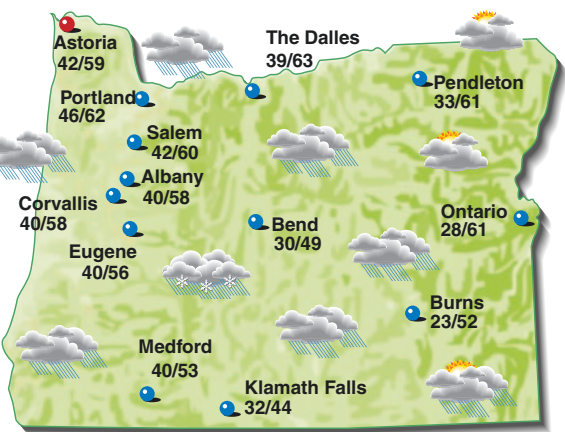 The Dalles
39/63
Astoria
42/59
Pendleton
33/61
Portland
46/62
Salem
42/60
Albany
40/58
Corvallis
40/58
Ontario
28/61
Bend
30/49
Eugene
40/56
Burns
23/52
Medford
40/53
Klamath Falls
32/44